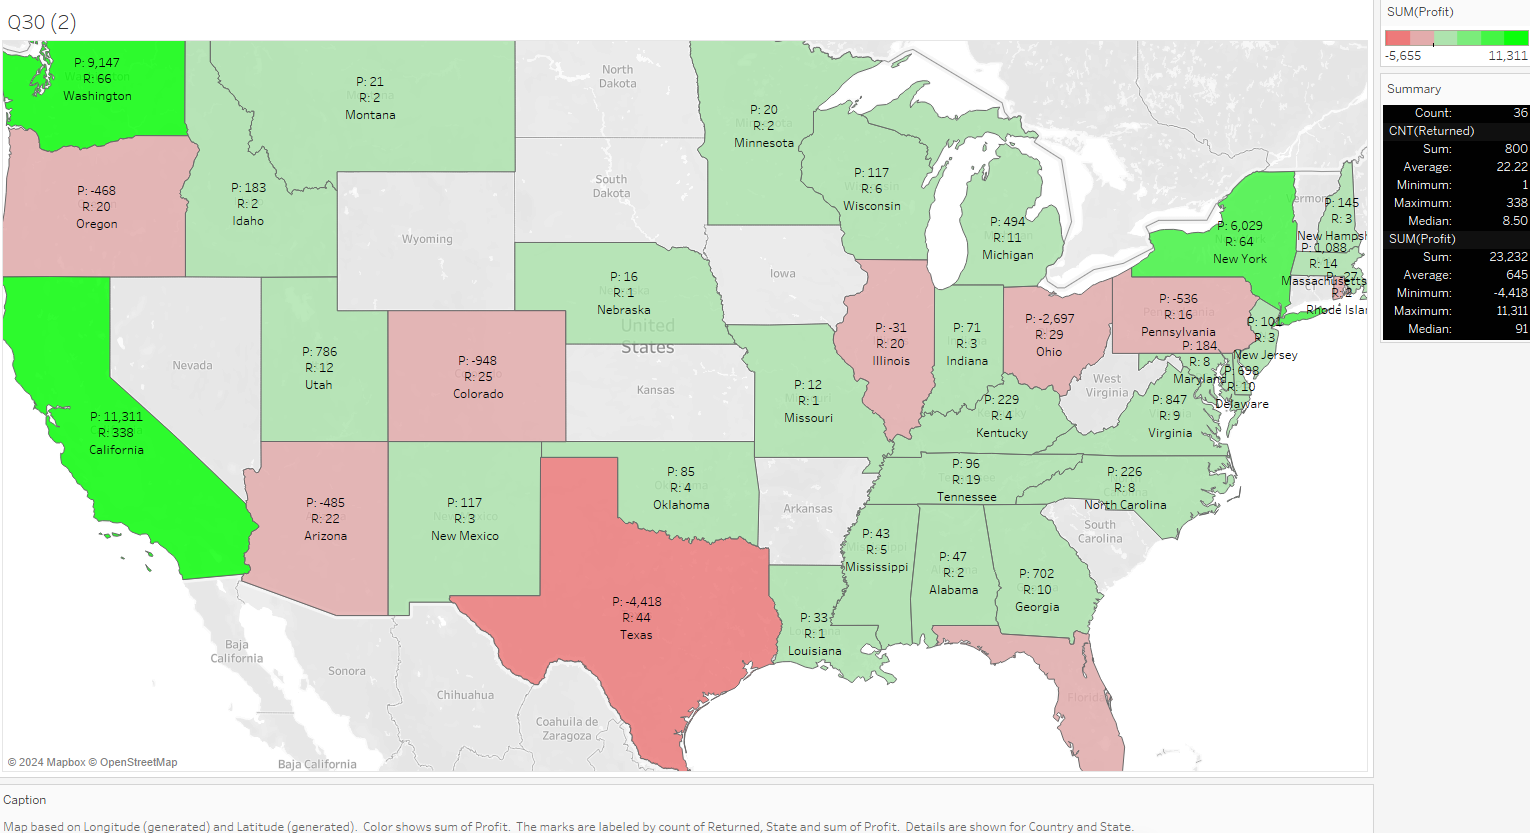 Q30 (2)
P: 9,147
R: 66
Washington
P: 21
R: 2
Montana
North
Dakota
P: 20
R: 2
Minnesota
P: -468
R: 20
Oregon
P: 183
R: 2
Idaho
Wyoming
South
Dakota
P: 117
R: 6
Wisconsin
P: 494
R: 11
Michigan
P: 6,029
R: 64
New York
P: 145
R: 3
New Hampsh
P: 1,088
R: 14
Massachusetts
P: -27
R: 2
Rhode Islan
P: 16
R: 1
Nebraska
United
States
Iowa
P: -31
R: 20
Illinois
P: 71
R: 3
Indiana
P: -2,697
R: 29
Ohio
P: -536
R: 16
Pennsylvania
P: 101
R: 3
New Jersey
P: 184
R: 8
Maryland
P: 698
R: 10
Delaware
Nevada
P: 786
R: 12
Utah
P: -948
R: 25
Colorado
Kansas
P: 12
R: 1
Missouri
P: 229
R: 4
Kentucky
West
Virginia
P: 847
R: 9
Virginia
P: 11,311
R: 338
California
P: -485
R: 22
Arizona
P: 117
R: 3
New Mexico
P: 85
R: 4
Oklahoma
Arkansas
P: 96
R: 19
Tennessee
P: 226
R: 8
North Carolina
South
Carolina
P: -4,418
R: 44
Texas
P: 33
R: 1
Louisiana
P: 43
R: 5
Mississippi
P: 47
R: 2
Alabama
P: 702
R: 10
Georgia
Florida
Baja
California
Sonora
Chihuahua
Coahuila de
Zaragoza
Baja California
© 2024 Mapbox © OpenStreetMap
SUM(Profit)
-5,655 11,311
Summary
Count: 36
CNT(Returned)
Sum: 800
Average: 22.22
Minimum: 1
Maximum: 338
Median: 8.50
SUM(Profit)
Sum: 23,232
Average: 645
Minimum: -4,418
Maximum: 11,311
Median: 91
Caption
Map based on Longitude (generated) and Latitude (generated). Color shows sum of Profit. The marks are labeled by count of Returned, State and sum of Profit. Details are shown for Country and State.